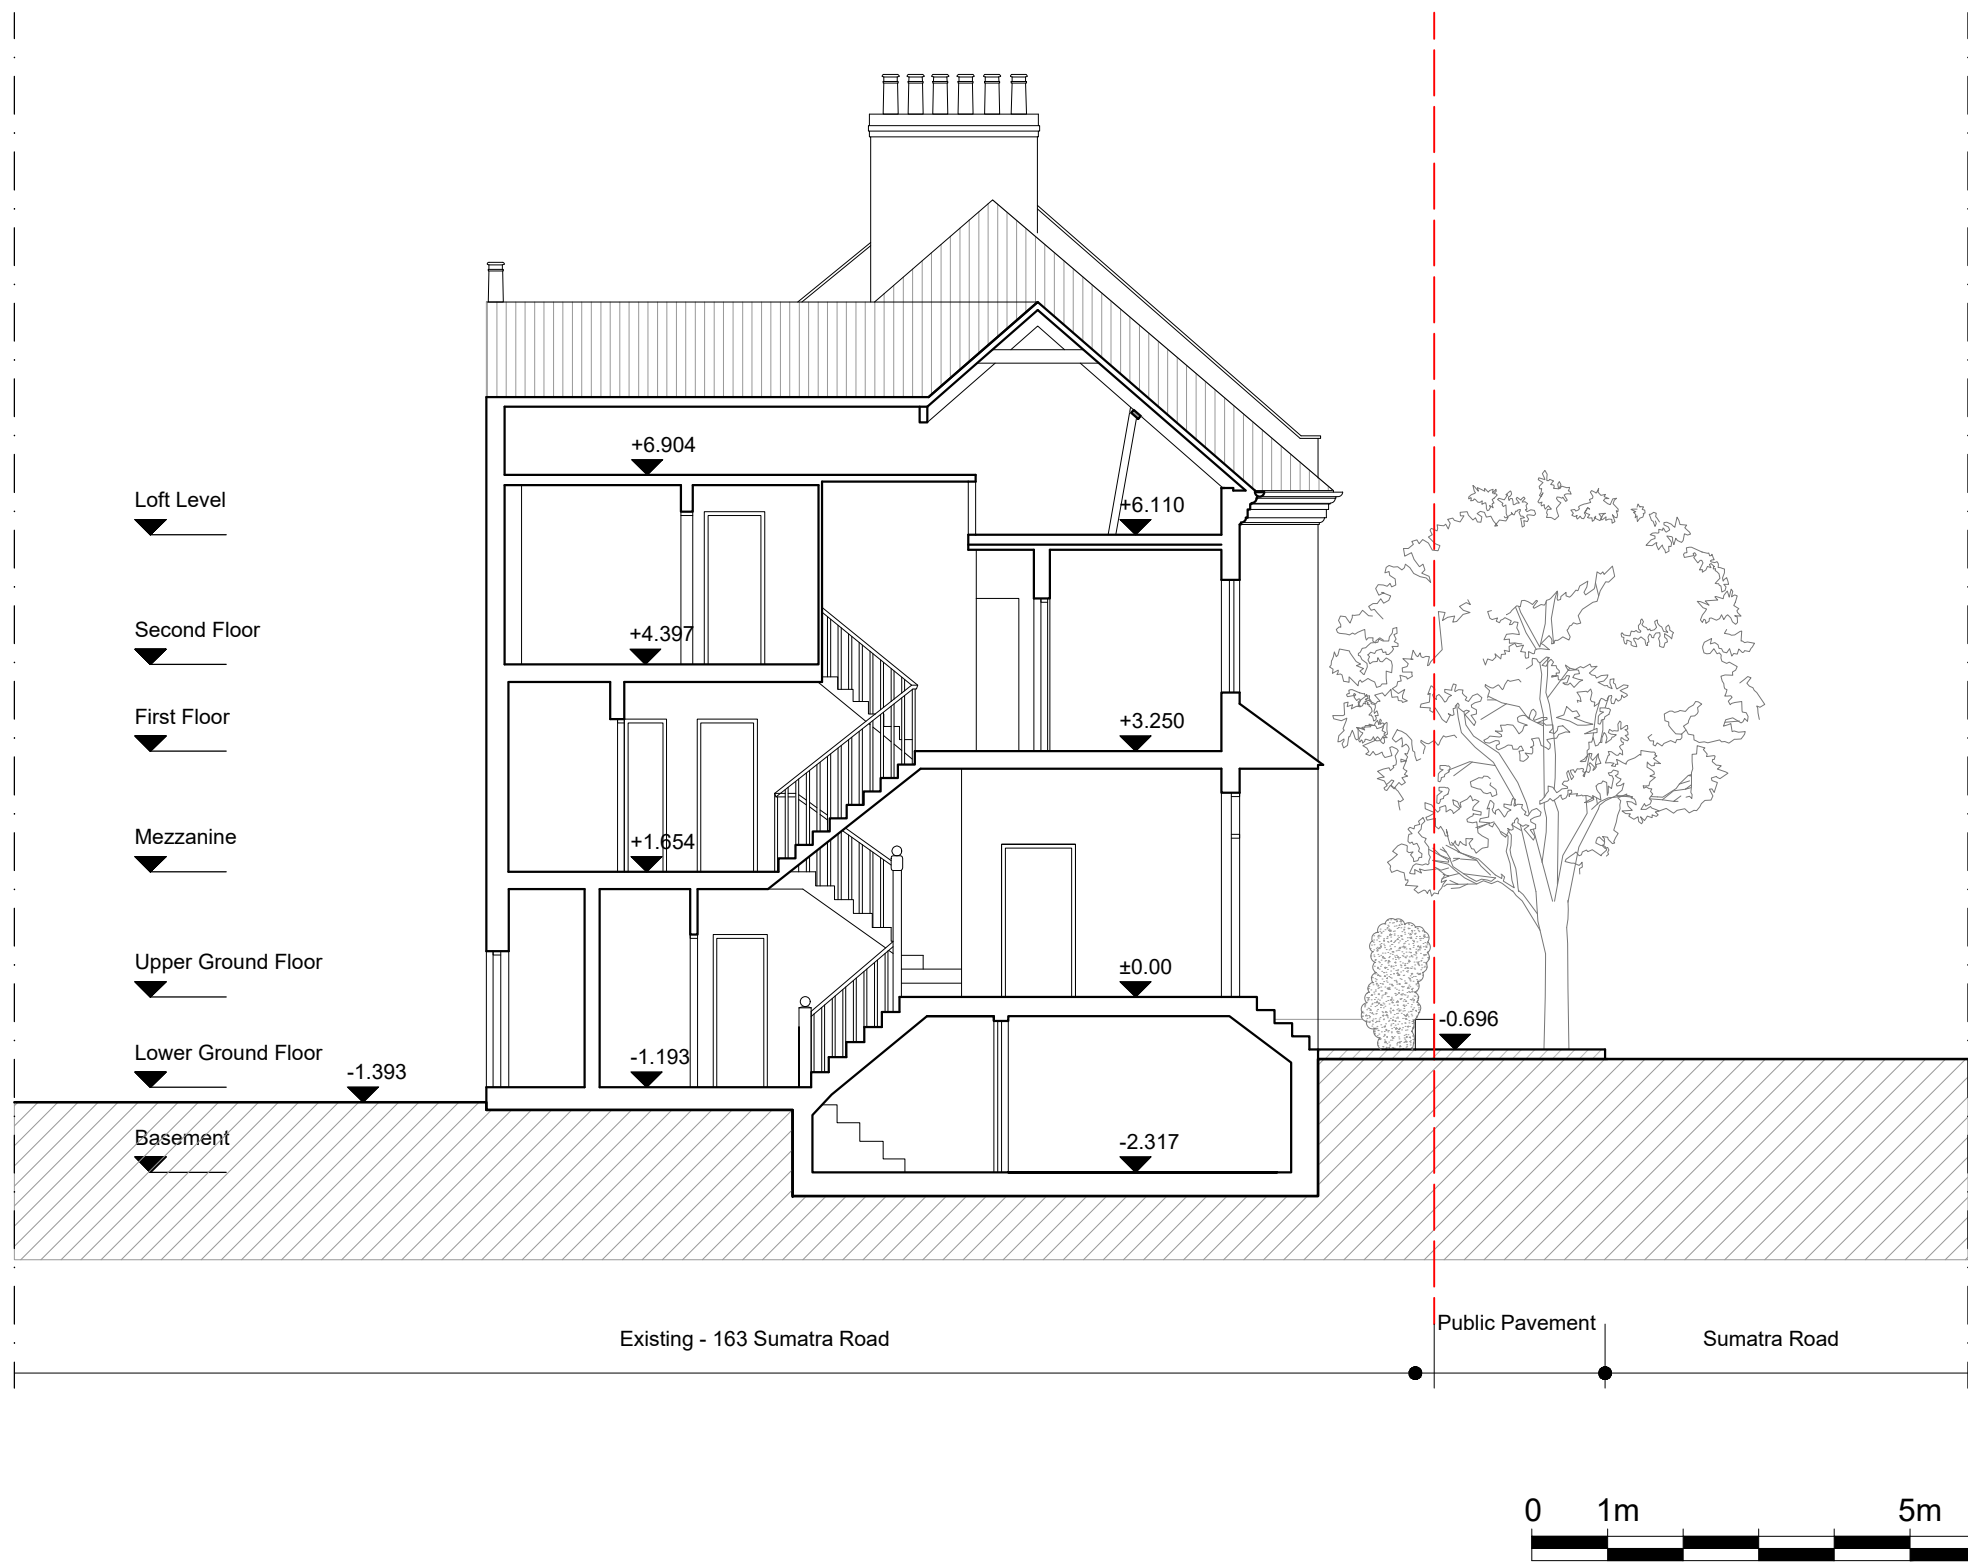 +6.904
Loft Level
+6.110
Second Floor
+4.397
First Floor
+3.250
Mezzanine
+1.654
Upper Ground Floor
±0.00
-0.696
Lower Ground Floor
-1.393
-1.193
Basement
-2.317
Existing - 163 Sumatra Road
Public Pavement
Sumatra Road
0 1m 5m